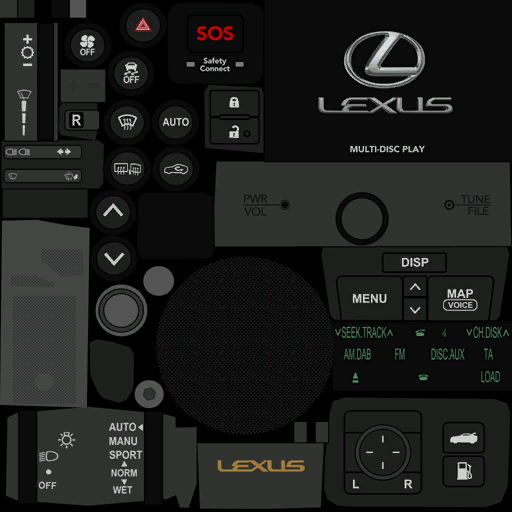 SOS
Safety
Connect
OFF
OFF
R
AUTO
LEXUS
MULTI-DISC PLAY
PWR
VOL
TUNE
FILE
DISP
MENU
MAP
VOICE
SEEK.TRACK
CH.DISK
AM.DAB
FM
DISC.AUX
TA
LOAD
AUTO
MANU
SPORT
NORM
WET
OFF
LEXUS
L
R